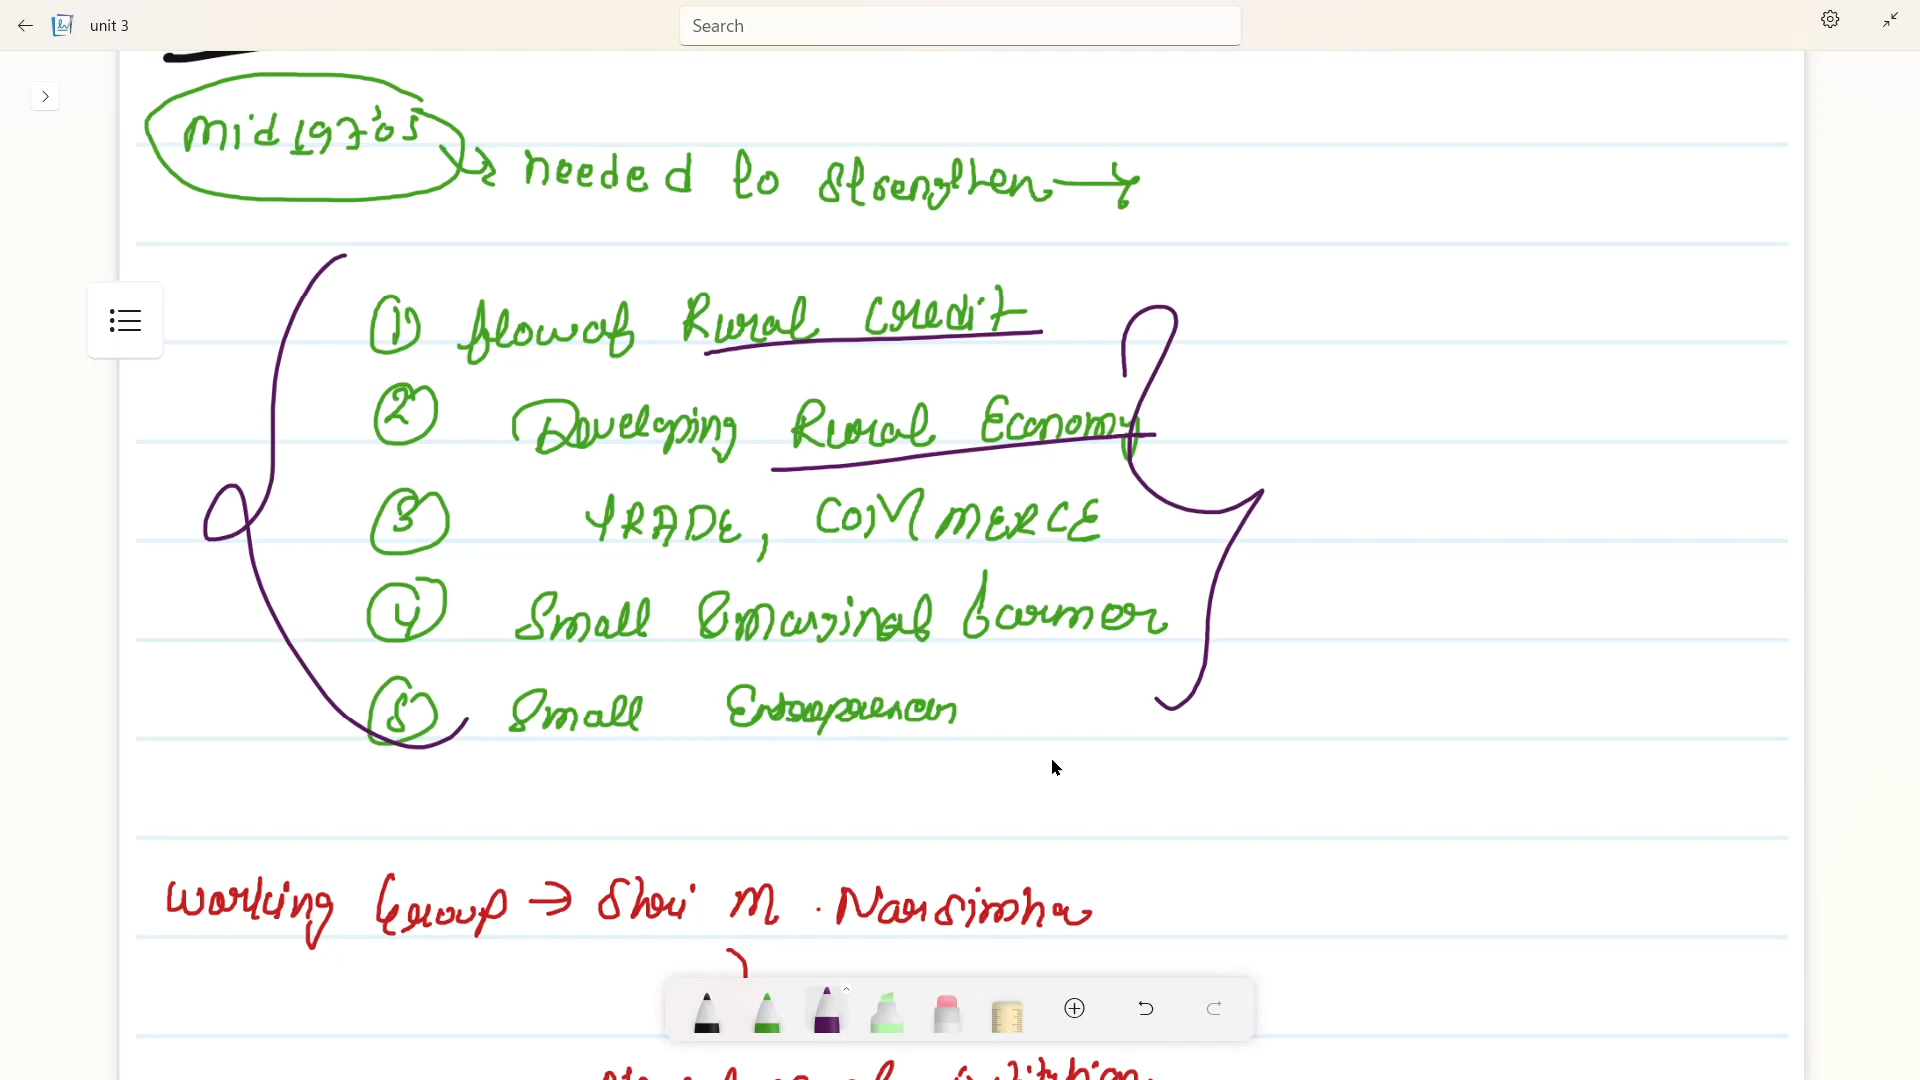 unit 3
Search
Mid 1970's
needed to strengthen
① flow of Rural Credit
② Developing Rural Economy
③ TRADE, COMMERCE
④ Small & marginal farmer
⑤ Small
Working Group → Shri M. Narsimha